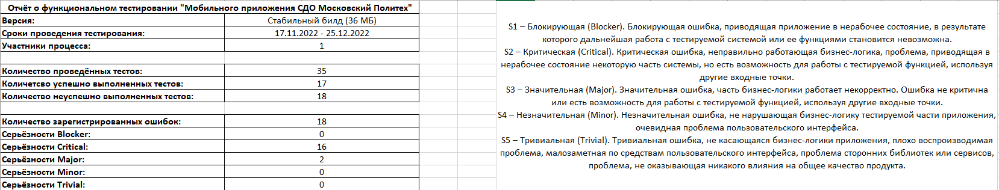 Отчёт о функциональном тестировании "Мобильного приложения СДО Московский Политех"
Версия: Стабильный билд (36 МБ)
Сроки проведения тестирования: 17.11.2022 - 25.12.2022
Участники процесса: 1
Количество проведённых тестов: 35
Количетсво успешно выполненных тестов: 17
Количество неуспешно выполненных тестов: 18
Количество зарегистрированных ошибок: 18
Серьёзности Blocker: 0
Серьёзности Critical: 16
Серьёзности Major: 2
Серьёзности Minor: 0
Серьёзности Trivial: 0
S1 – Блокирующая (Blocker). Блокирующая ошибка, приводящая приложение в нерабочее состояние, в результате
которого дальнейшая работа с тестируемой системой или ее функциями становится невозможна.
S2 – Критическая (Critical). Критическая ошибка, неправильно работающая бизнес-логика, проблема, приводящая в
нерабочее состояние некоторую часть системы, но есть возможность для работы с тестируемой функцией, используя
другие входные точки.
S3 – Значительная (Major). Значительная ошибка, часть бизнес-логики работает некорректно. Ошибка не критична
или есть возможность для работы с тестируемой функцией, используя другие входные точки.
S4 – Незначительная (Minor). Незначительная ошибка, не нарушающая бизнес-логику тестируемой части приложения,
очевидная проблема пользовательского интерфейса.
S5 – Тривиальная (Trivial). Тривиальная ошибка, не касающаяся бизнес-логики приложения, плохо воспроизводимая
проблема, малозаметная по средствам пользовательского интерфейса, проблема сторонних библиотек или сервисов,
проблема, не оказывающая никакого влияния на общее качество продукта.